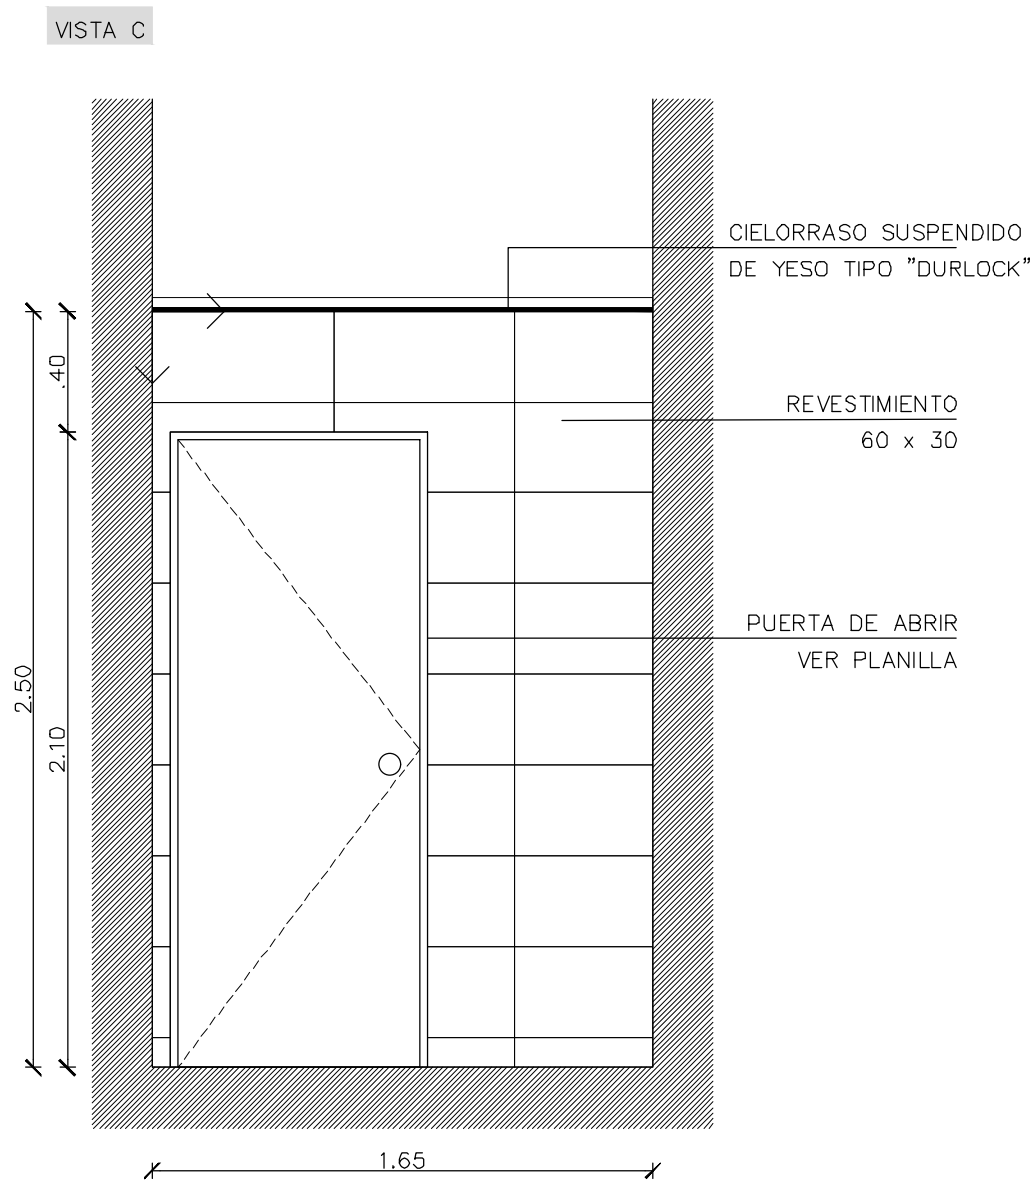 VISTA C
CIELORRASO SUSPENDIDO
DE YESO TIPO "DURLOCK"
.40
REVESTIMIENTO
60 x 30
PUERTA DE ABRIR
VER PLANILLA
2.50
2.10
1.65